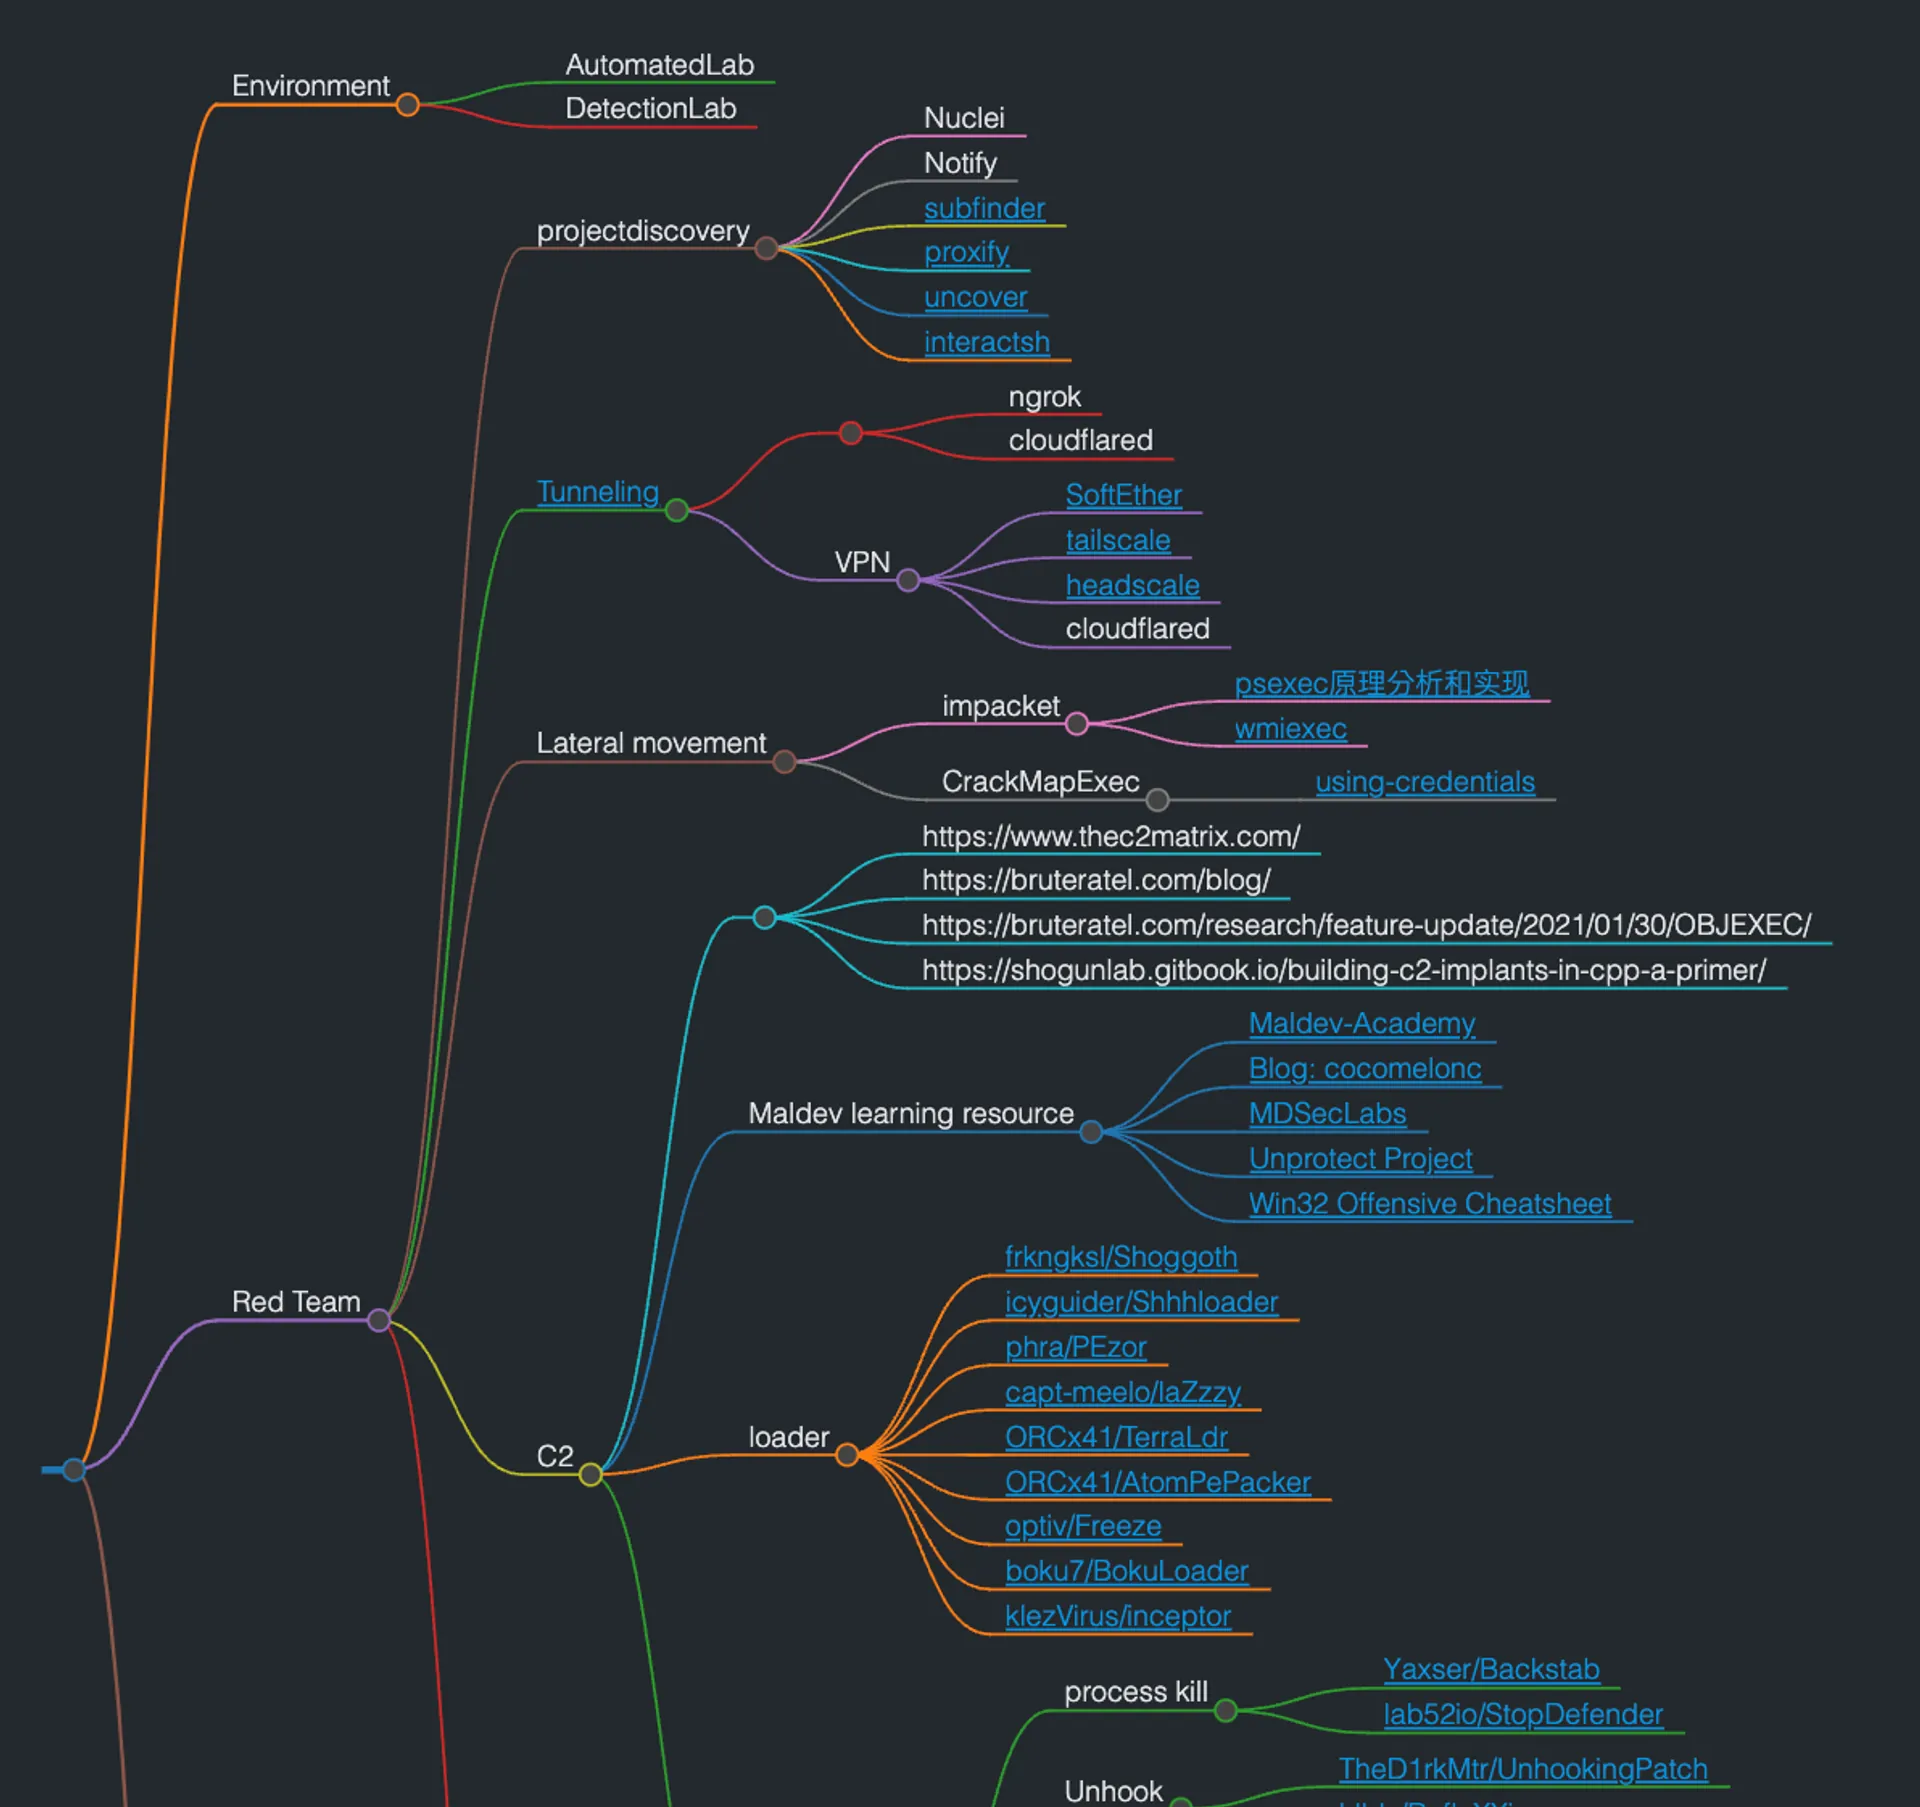 Environment
AutomatedLab
DetectionLab
projectdiscovery
Nuclei
Notify
subfinder
proxify
uncover
interactsh
Tunneling
ngrok
cloudflared
VPN
SoftEther
tailscale
headscale
cloudflared
Lateral movement
impacket
psexec原理分析和实现
wmiexec
CrackMapExec
using-credentials
Red Team
C2
https://www.thec2matrix.com/
https://bruteratel.com/blog/
https://bruteratel.com/research/feature-update/2021/01/30/OBJEXEC/
https://shogunlab.gitbook.io/building-c2-implants-in-cpp-a-primer/
Maldev learning resource
Maldev-Academy
Blog: cocomelonc
MDSecLabs
Unprotect Project
Win32 Offensive Cheatsheet
loader
frkngksl/Shoggoth
icyguider/Shhhloader
phra/PEzor
capt-meelo/laZzzy
ORCx41/TerraLdr
ORCx41/AtomPePacker
optiv/Freeze
boku7/BokuLoader
klezVirus/inceptor
process kill
Yaxser/Backstab
lab52io/StopDefender
Unhook
TheD1rkMtr/UnhookingPatch